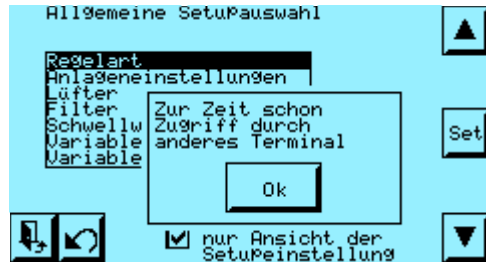 Allgemeine Setupauswahl
Regelart
Anlageneinstellungen
Lüfter
Filter
Schwellw
Variable
Variable
Zur Zeit schon
Zugriff durch
anderes Terminal
Ok
Set
nur Ansicht der
Setupeinstellung